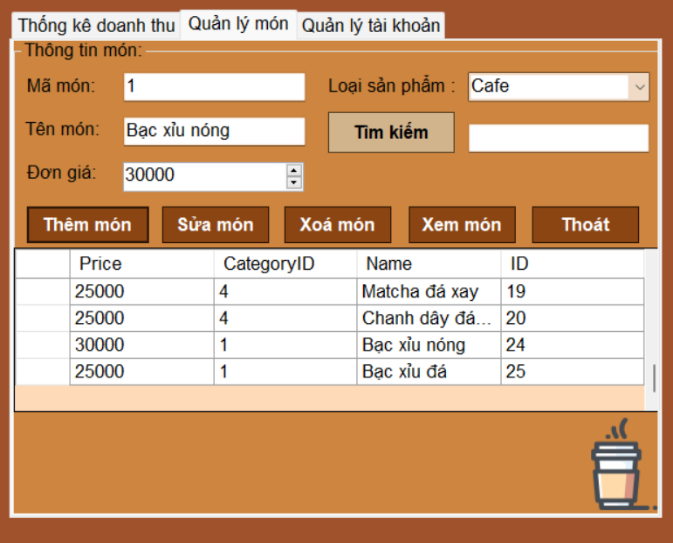 Thống kê doanh thu Quản lý món Quản lý tài khoản
Thông tin món:
Mã món: 1 Loại sản phẩm : Cafe
Tên món: Bạc xỉu nóng Tìm kiếm
Đơn giá: 30000
Thêm món Sửa món Xoá món Xem món Thoát
Price CategoryID Name ID
25000 4 Matcha đá xay 19
25000 4 Chanh dây đá... 20
30000 1 Bạc xỉu nóng 24
25000 1 Bạc xỉu đá 25